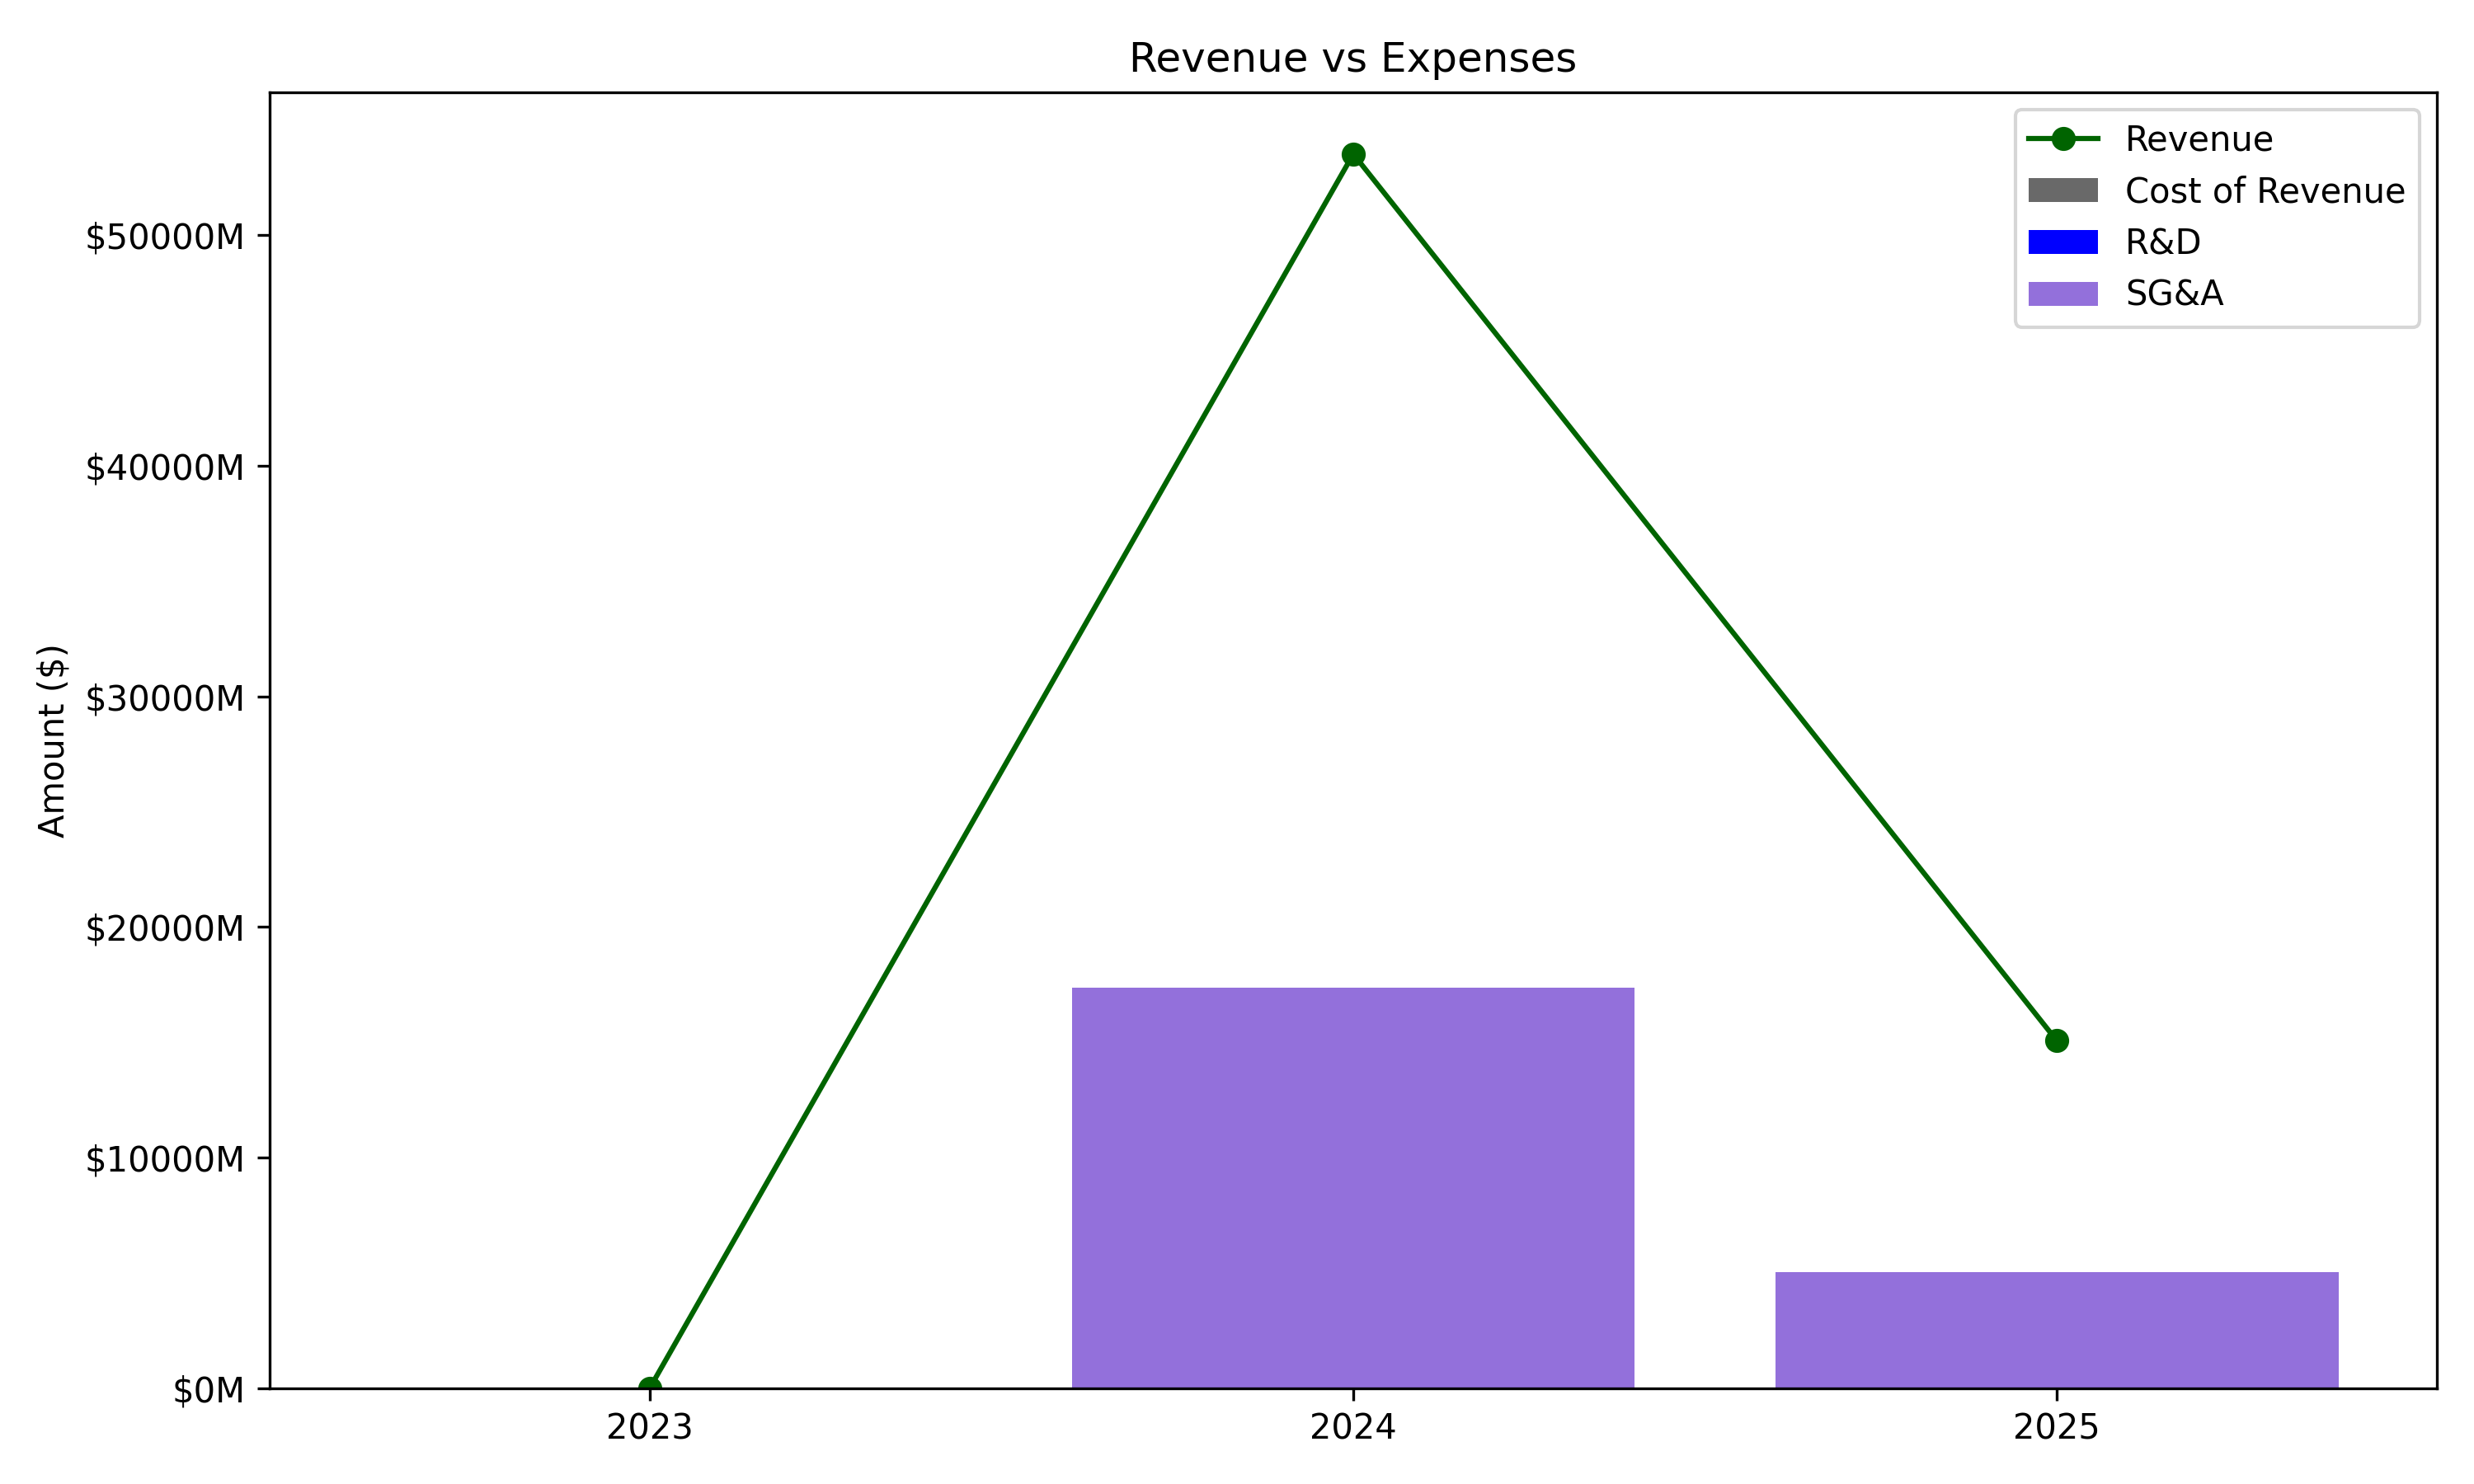 Revenue vs Expenses
Revenue
Cost of Revenue
R&D
SG&A
Amount ($)
$50000M
$40000M
$30000M
$20000M
$10000M
$0M
2023
2024
2025